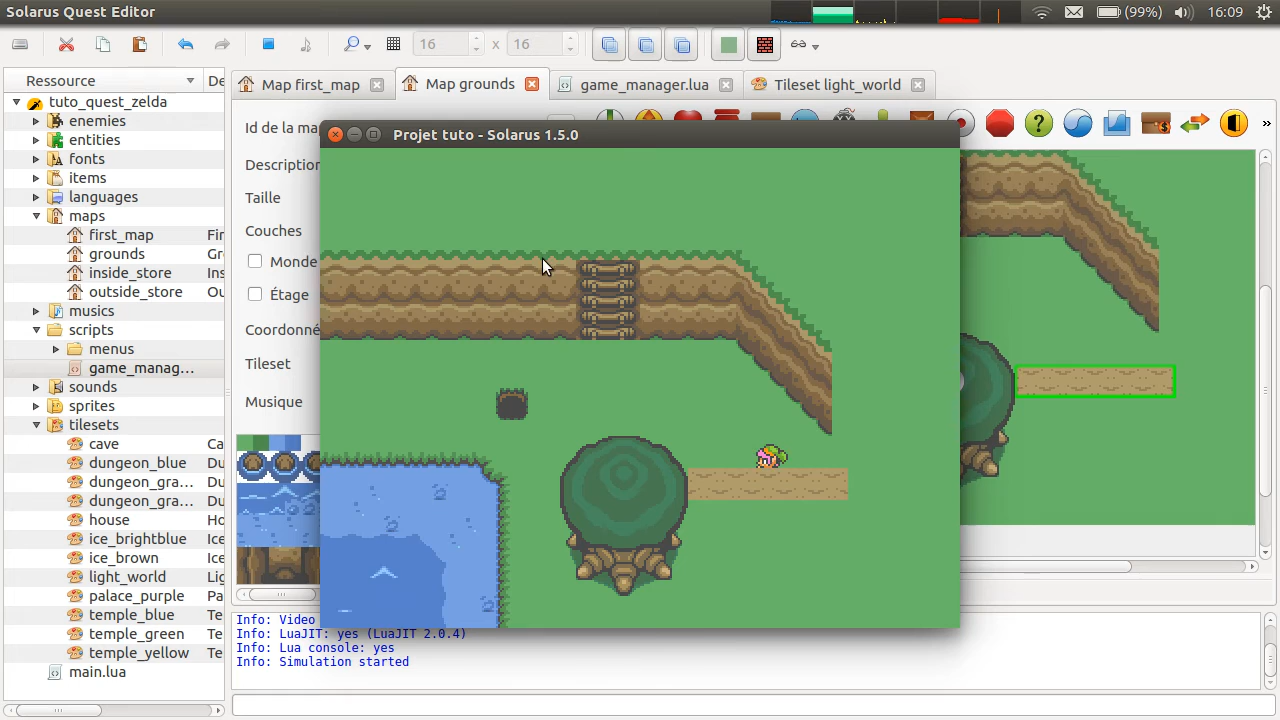 Solarus Quest Editor
(99%)
16:09
16 x 16
Ressource
De
Map first_map
Map grounds
game_manager.lua
Tileset light_world
tuto_quest_zelda
enemies
entities
fonts
items
languages
maps
first_map
Fir
grounds
Gro
inside_store
Ins
outside_store
Ou
musics
scripts
menus
game_manag...
sounds
sprites
tilesets
cave
Ca
dungeon_blue
Du
dungeon_gra...
Du
dungeon_gra...
Du
house
Ho
ice_brightblue
Ice
ice_brown
Ice
light_world
Lig
palace_purple
Pa
temple_blue
Te
temple_green
Te
temple_yellow
Te
main.lua
Id de la map
Description
Taille
Couches
Monde
Étage
Coordonné
Tileset
Musique
Projet tuto - Solarus 1.5.0
Info: Video
Info: LuaJIT: yes (LuaJIT 2.0.4)
Info: Lua console: yes
Info: Simulation started